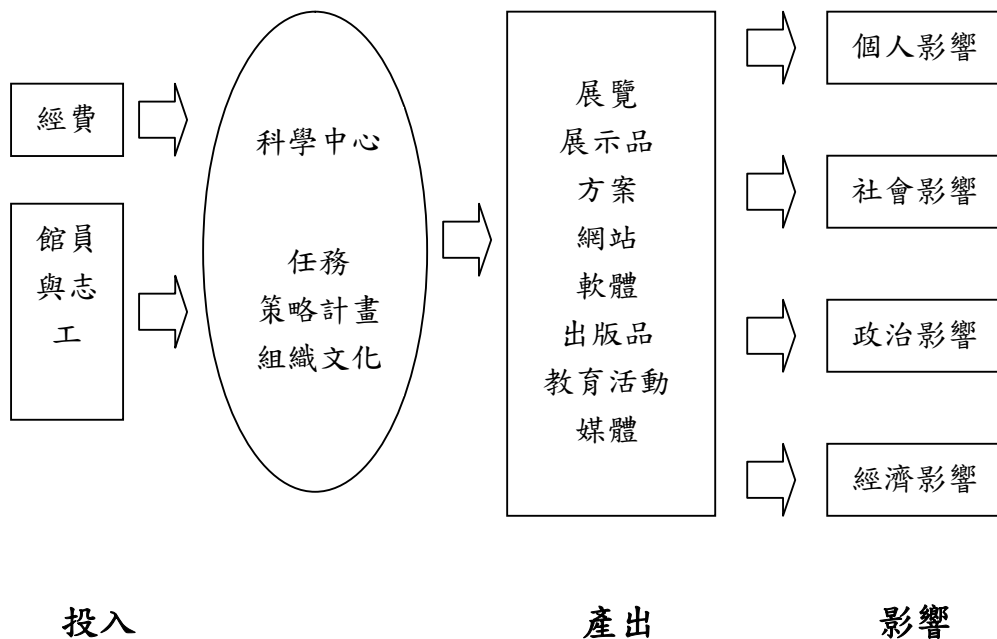 經費
館員
與志
工
科學中心
任務
策略計畫
組織文化
展覽
展示品
方案
網站
軟體
出版品
教育活動
媒體
個人影響
社會影響
政治影響
經濟影響
投入
產出
影響